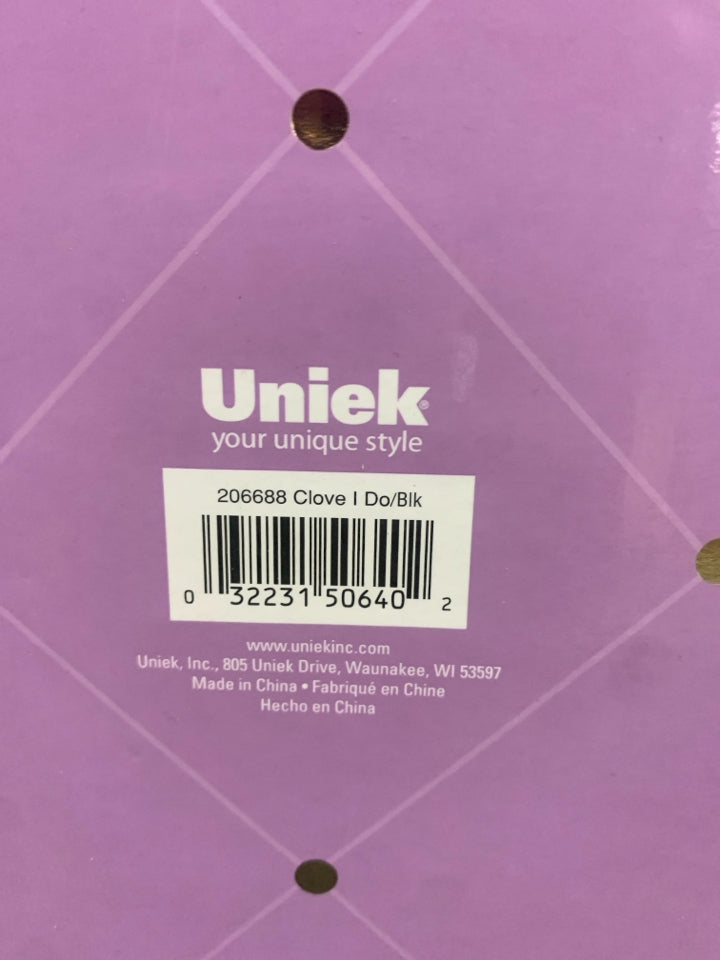 Uniek®
your unique style
206688 Clove I Do/Blk
0 32231 50640 2
www.uniekinc.com
Uniek, Inc., 805 Uniek Drive, Waunakee, WI 53597
Made in China • Fabriqué en Chine
Hecho en China